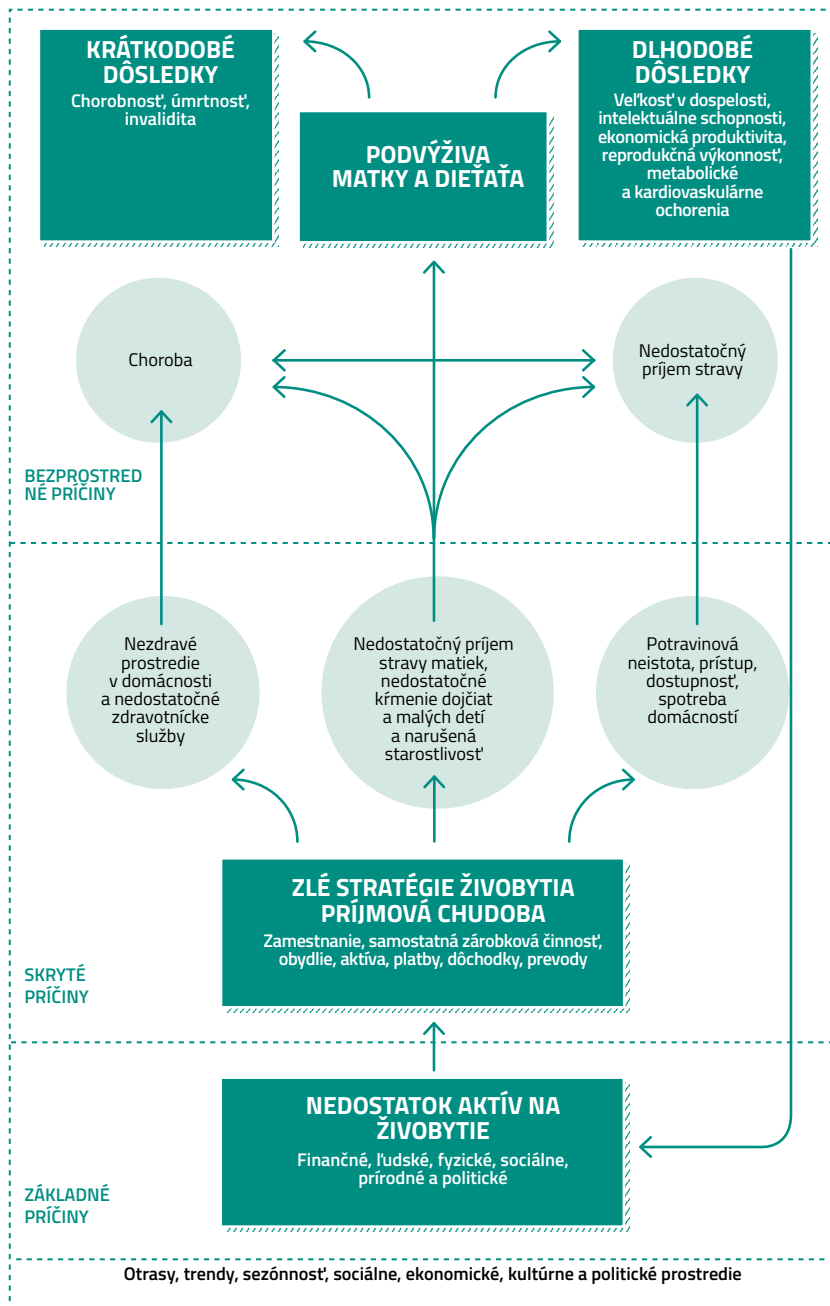 KRÁTKODOBÉ
DÔSLEDKY
Chorobnosť, úmrtnosť,
invalidita
PODVÝŽIVA
MATKY A DIEŤAŤA
DLHODOBÉ
DÔSLEDKY
Veľkosť v dospelosti,
intelektuálne schopnosti,
ekonomická produktivita,
reprodukčná výkonnosť,
metabolické
a kardiovaskulárne
ochorenia
Choroba
Nedostatočný
príjem stravy
BEZPROSTRED
NÉ PRÍČINY
Nezdravé
prostredie
v domácnosti
a nedostatočné
zdravotnícke
služby
Nedostatočný príjem
stravy matiek,
nedostatočné
kŕmenie dojčiat
a malých detí
a narušená
starostlivosť
Potravinová
neistota, prístup,
dostupnosť,
spotreba
domácností
ZLÉ STRATÉGIE ŽIVOBYTIA
PRÍJMOVÁ CHUDOBA
Zamestnanie, samostatná zárobková činnosť,
obydlie, aktíva, platby, dôchodky, prevody
SKRYTÉ
PRÍČINY
NEDOSTATOK AKTÍV NA
ŽIVOBYTIE
Finančné, ľudské, fyzické, sociálne,
prírodné a politické
ZÁKLADNÉ
PRÍČINY
Otrasy, trendy, sezónnosť, sociálne, ekonomické, kultúrne a politické prostredie